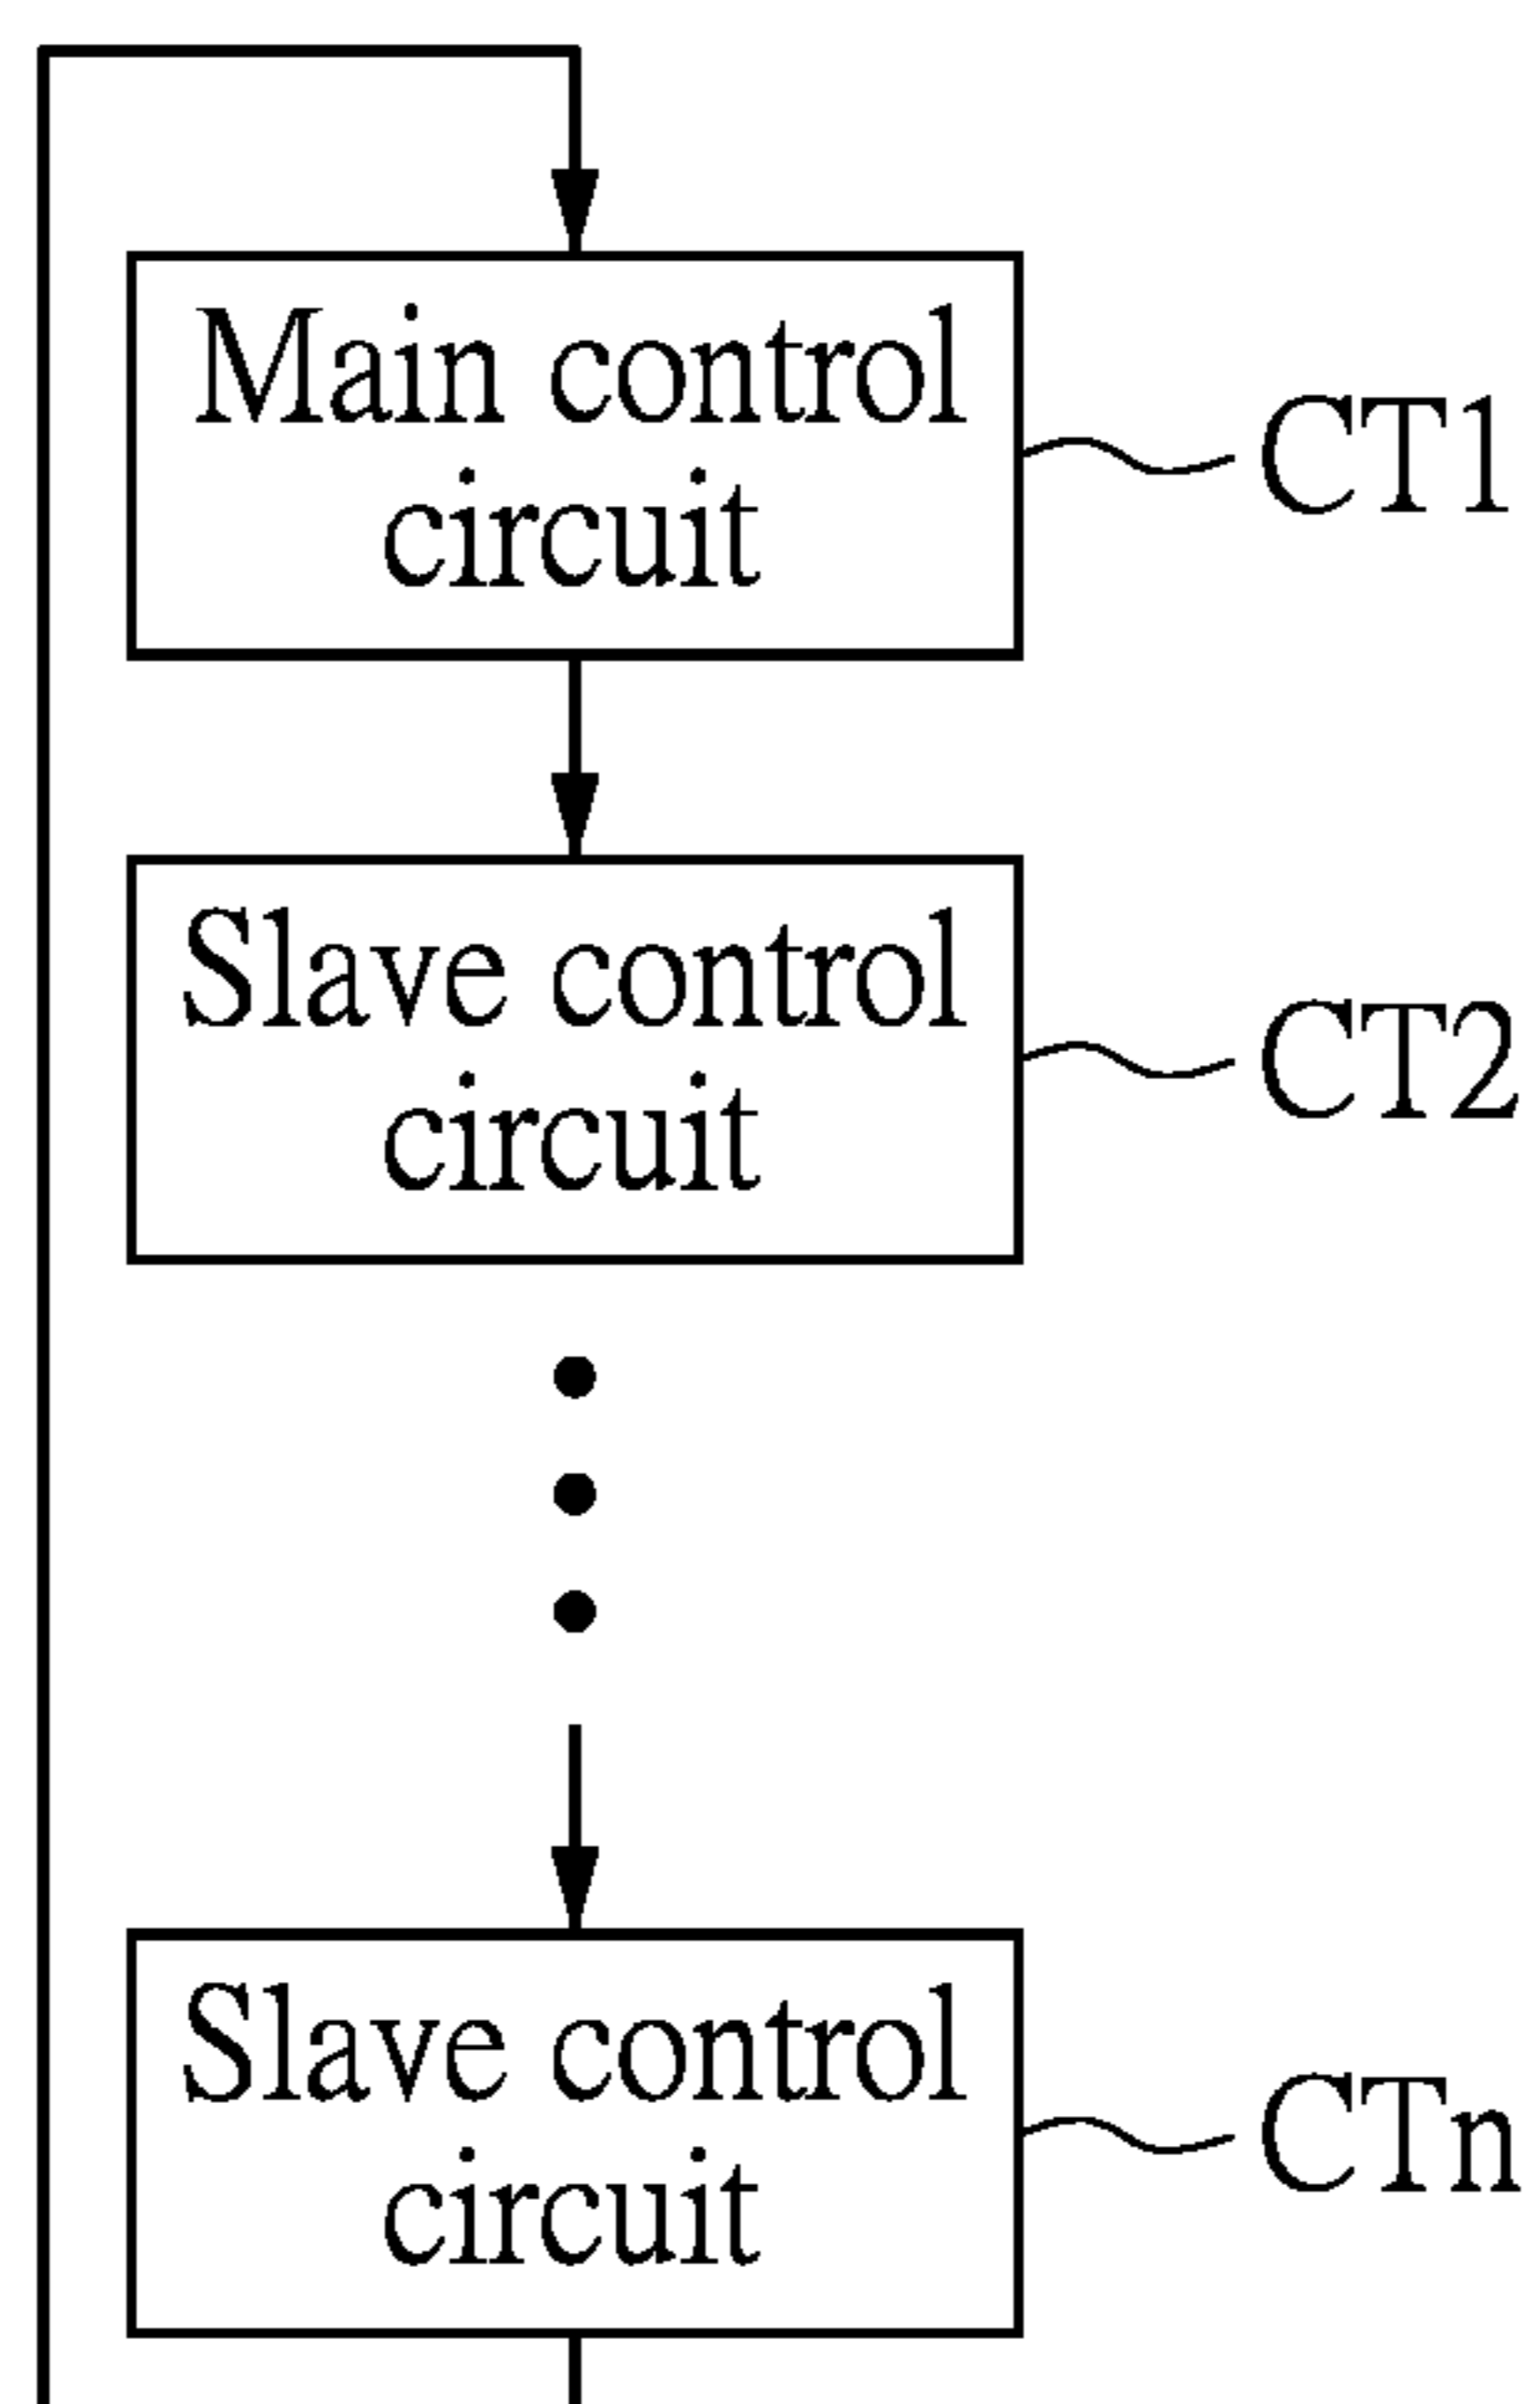 Main control
circuit
CT1
Slave control
circuit
CT2
Slave control
circuit
CTn